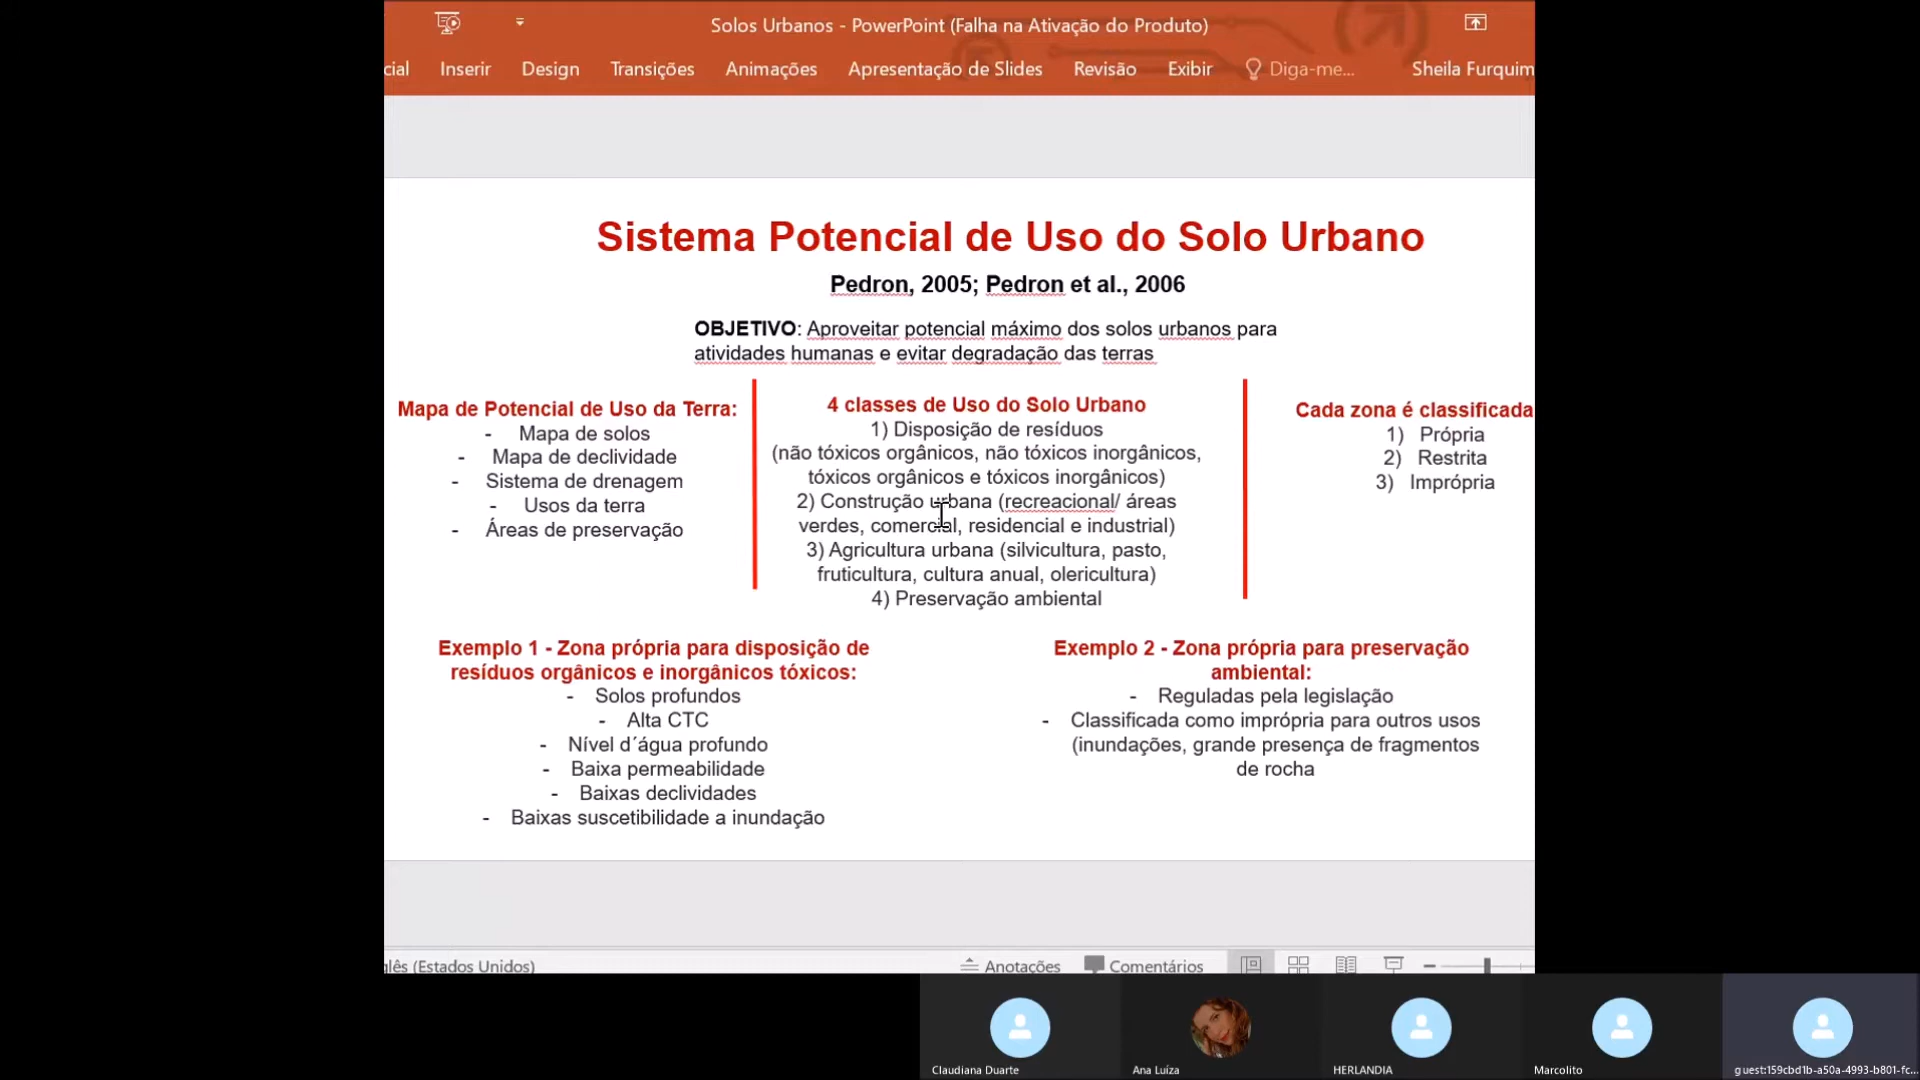 Solos Urbanos - PowerPoint (Falha na Ativação do Produto)
cial Inserir Design Transições Animações Apresentação de Slides Revisão Exibir Diga-me... Sheila Furquim
Sistema Potencial de Uso do Solo Urbano
Pedron, 2005; Pedron et al., 2006
OBJETIVO: Aproveitar potencial máximo dos solos urbanos para
atividades humanas e evitar degradação das terras
Mapa de Potencial de Uso da Terra:
- Mapa de solos
- Mapa de declividade
- Sistema de drenagem
- Usos da terra
- Áreas de preservação
4 classes de Uso do Solo Urbano
1) Disposição de resíduos
(não tóxicos orgânicos, não tóxicos inorgânicos,
tóxicos orgânicos e tóxicos inorgânicos)
2) Construção urbana (recreacional/ áreas
verdes, comercial, residencial e industrial)
3) Agricultura urbana (silvicultura, pasto,
fruticultura, cultura anual, olericultura)
4) Preservação ambiental
Cada zona é classificada
1) Própria
2) Restrita
3) Imprópria
Exemplo 1 - Zona própria para disposição de
resíduos orgânicos e inorgânicos tóxicos:
- Solos profundos
- Alta CTC
- Nível d´água profundo
- Baixa permeabilidade
- Baixas declividades
- Baixas suscetibilidade a inundação
Exemplo 2 - Zona própria para preservação
ambiental:
- Reguladas pela legislação
- Classificada como imprópria para outros usos
(inundações, grande presença de fragmentos
de rocha
glês (Estados Unidos) Anotações Comentários
Claudiana Duarte Ana Luíza HERLANDIA Marcolito guest:159cbd1b-a50a-4993-b801-fc...